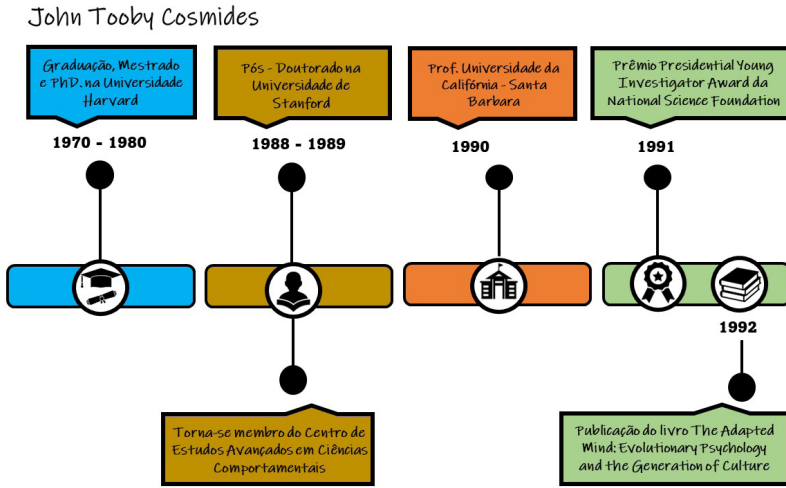 John Tooby Cosmides
Graduação, Mestrado
e PhD. na Universidade
Harvard
1970 - 1980
Pós - Doutorado na
Universidade de
Stanford
1988 - 1989
Prof. Universidade da
Califórnia - Santa
Barbara
1990
Prêmio Presidential Young
Investigator Award da
National Science Foundation
1991
1992
Torna-se membro do Centro de
Estudos Avançados em Ciências
Comportamentais
Publicação do livro The Adapted
Mind: Evolutionary Psychology
and the Generation of Culture